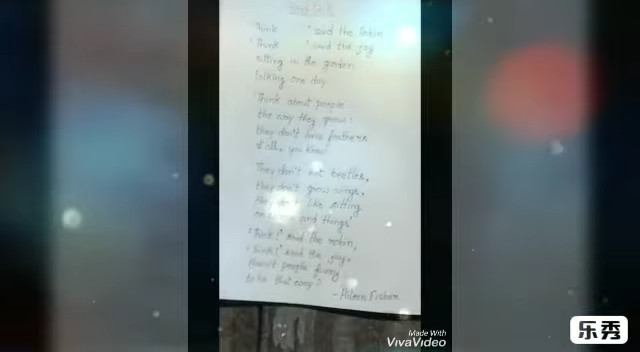 Think ' said the Robin
'Think ' said the jay
sitting in the garden
talking one day
'Think about people
the way they grow:
they don't have feathers
at all, you know
They don't eat beetles,
they don't grow wings,
like sitting
and things'
'Think!' said the robin,
'Think!' said the jay,
Aren't people funny
to be that way?
- Aileen Fisher
Made With
VivaVideo
乐秀